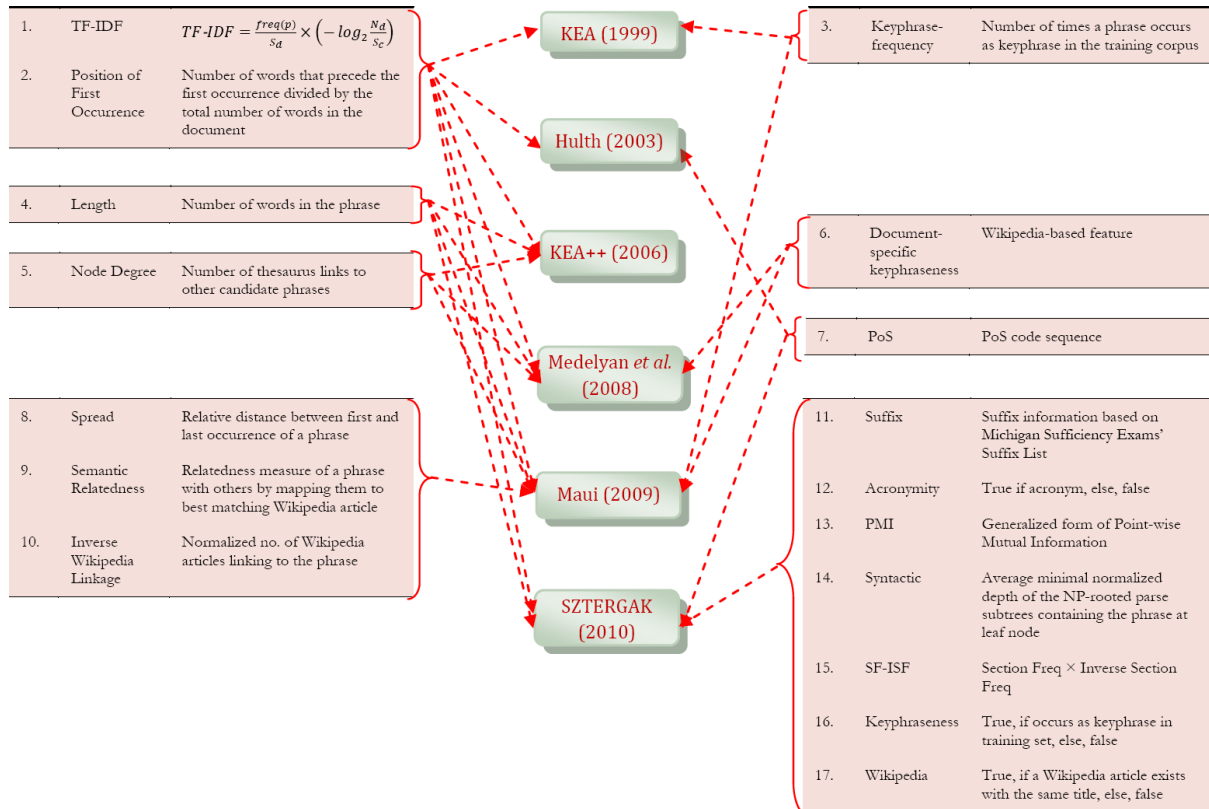 1. TF-IDF TF-IDF = freq(p)/S_d × (−log₂ N_d/S_c)
2. Position of Number of words that precede the
First first occurrence divided by the
Occurrence total number of words in the
document
4. Length Number of words in the phrase
5. Node Degree Number of thesaurus links to
other candidate phrases
8. Spread Relative distance between first and
last occurrence of a phrase
9. Semantic Relatedness measure of a phrase
Relatedness with others by mapping them to
best matching Wikipedia article
10. Inverse Normalized no. of Wikipedia
Wikipedia articles linking to the phrase
Linkage
KEA (1999)
Hulth (2003)
KEA++ (2006)
Medelyan et al.
(2008)
Maui (2009)
SZTERGAK
(2010)
3. Keyphrase- Number of times a phrase occurs
frequency as keyphrase in the training corpus
6. Document- Wikipedia-based feature
specific
keyphraseness
7. PoS PoS code sequence
11. Suffix Suffix information based on
Michigan Sufficiency Exams'
Suffix List
12. Acronymity True if acronym, else, false
13. PMI Generalized form of Point-wise
Mutual Information
14. Syntactic Average minimal normalized
depth of the NP-rooted parse
subtrees containing the phrase at
leaf node
15. SF-ISF Section Freq × Inverse Section
Freq
16. Keyphraseness True, if occurs as keyphrase in
training set, else, false
17. Wikipedia True, if a Wikipedia article exists
with the same title, else, false